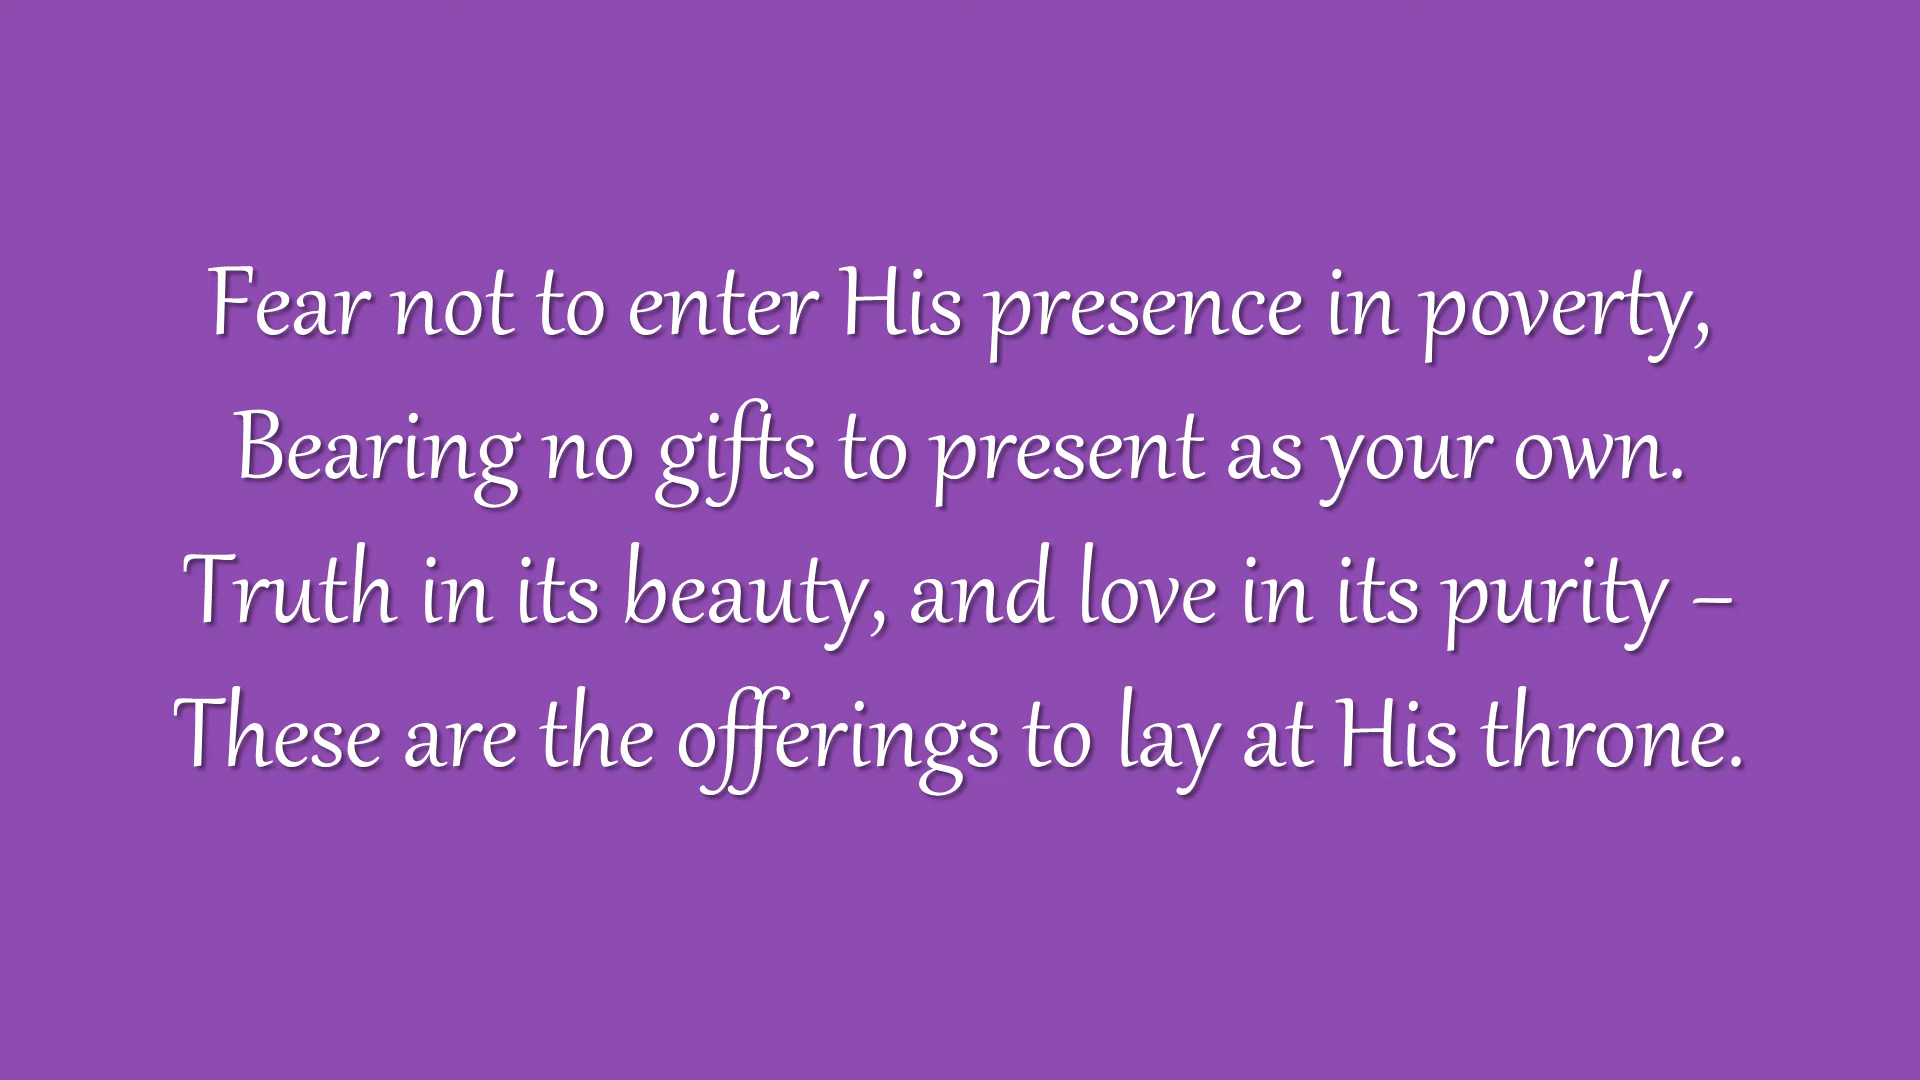 Fear not to enter His presence in poverty,
Bearing no gifts to present as your own.
Truth in its beauty, and love in its purity –
These are the offerings to lay at His throne.